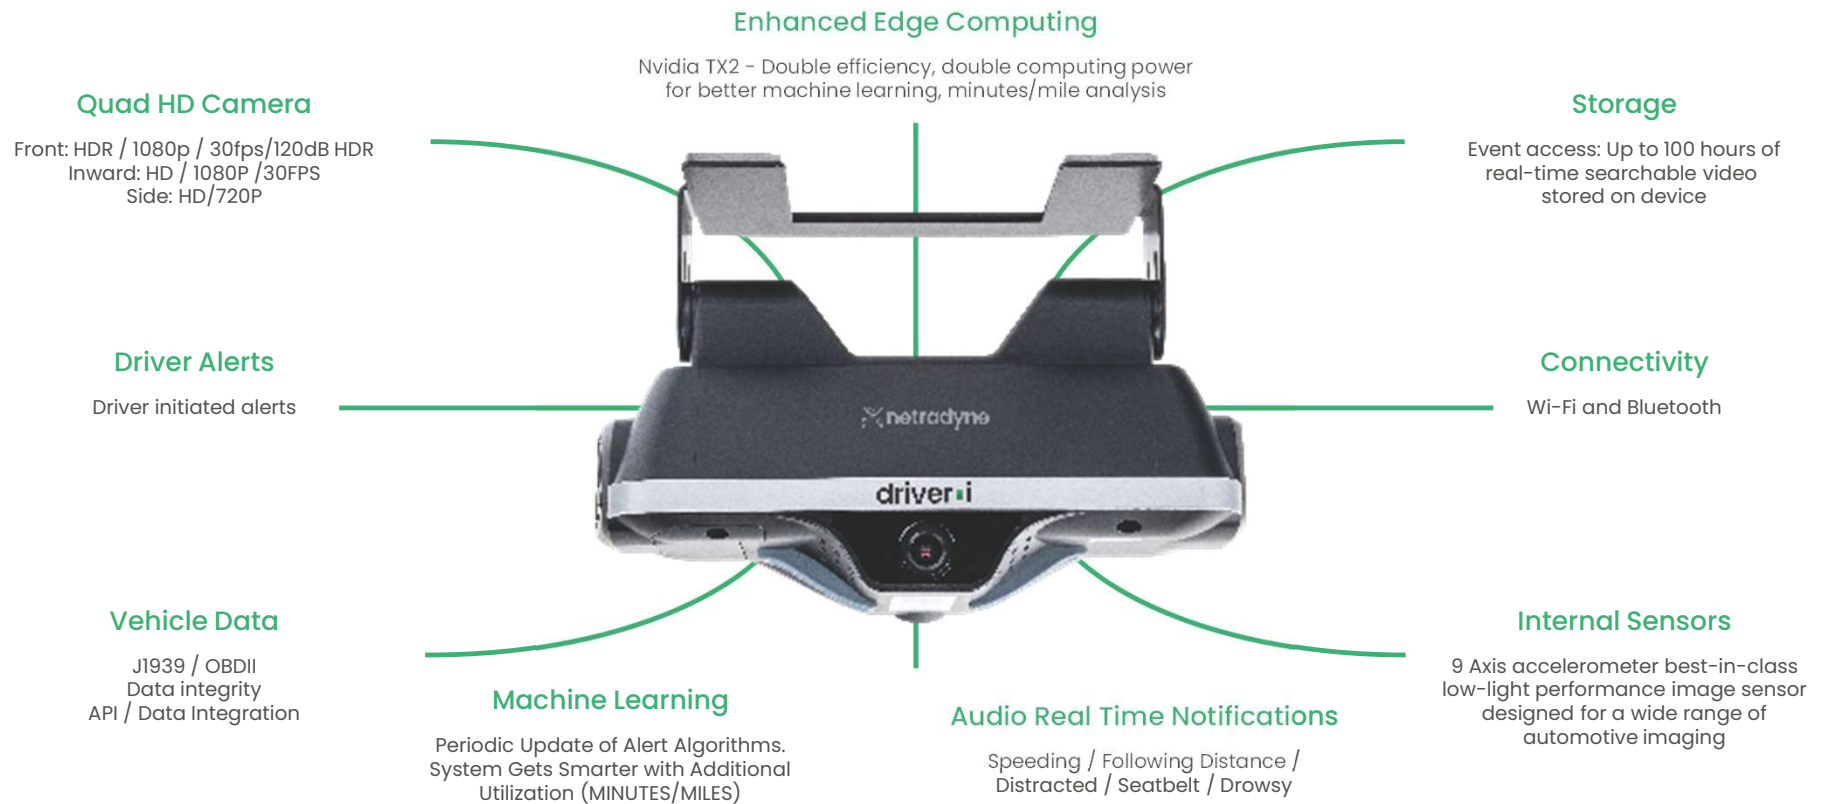 Enhanced Edge Computing
Nvidia TX2 - Double efficiency, double computing power
for better machine learning, minutes/mile analysis
Quad HD Camera
Front: HDR / 1080p / 30fps/120dB HDR
Inward: HD / 1080P /30FPS
Side: HD/720P
Storage
Event access: Up to 100 hours of
real-time searchable video
stored on device
Driver Alerts
Driver initiated alerts
Connectivity
Wi-Fi and Bluetooth
netradyne
driver•i
Vehicle Data
J1939 / OBDII
Data integrity
API / Data Integration
Machine Learning
Periodic Update of Alert Algorithms.
System Gets Smarter with Additional
Utilization (MINUTES/MILES)
Audio Real Time Notifications
Speeding / Following Distance /
Distracted / Seatbelt / Drowsy
Internal Sensors
9 Axis accelerometer best-in-class
low-light performance image sensor
designed for a wide range of
automotive imaging